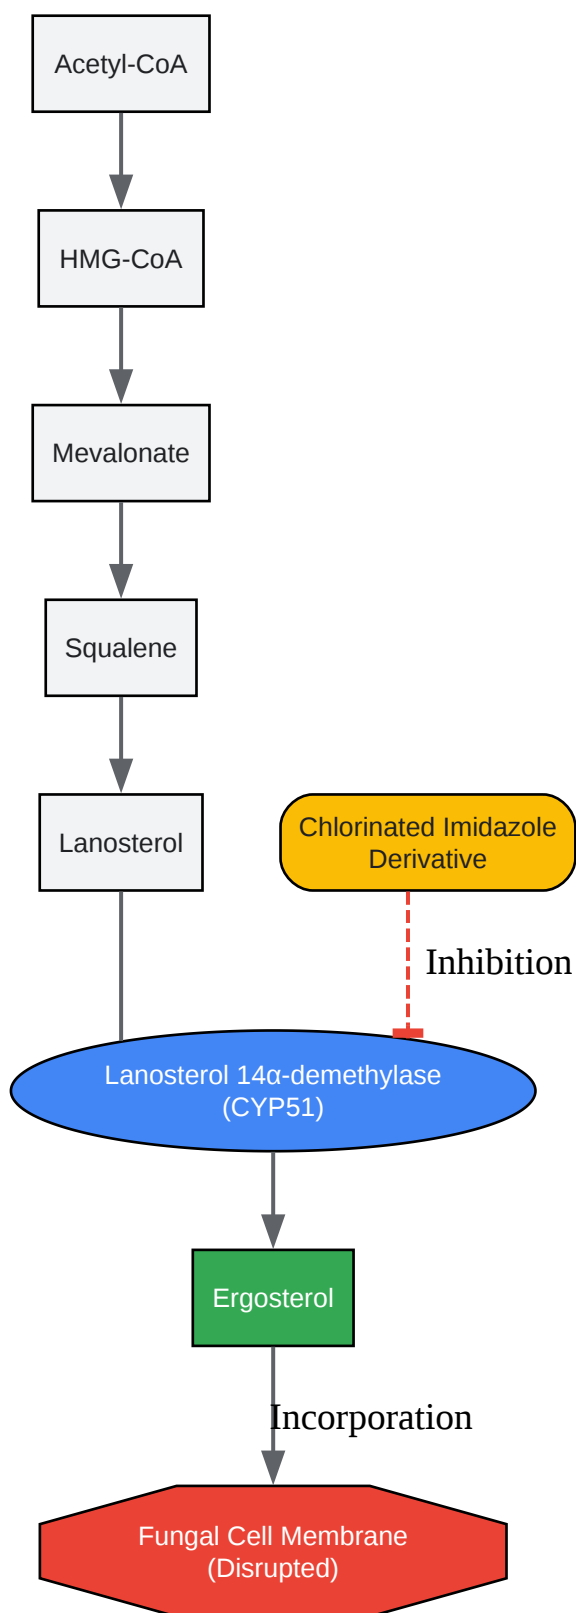 Acetyl-CoA
HMG-CoA
Mevalonate
Squalene
Lanosterol
Chlorinated Imidazole
Derivative
Inhibition
Lanosterol 14α-demethylase
(CYP51)
Ergosterol
Incorporation
Fungal Cell Membrane
(Disrupted)